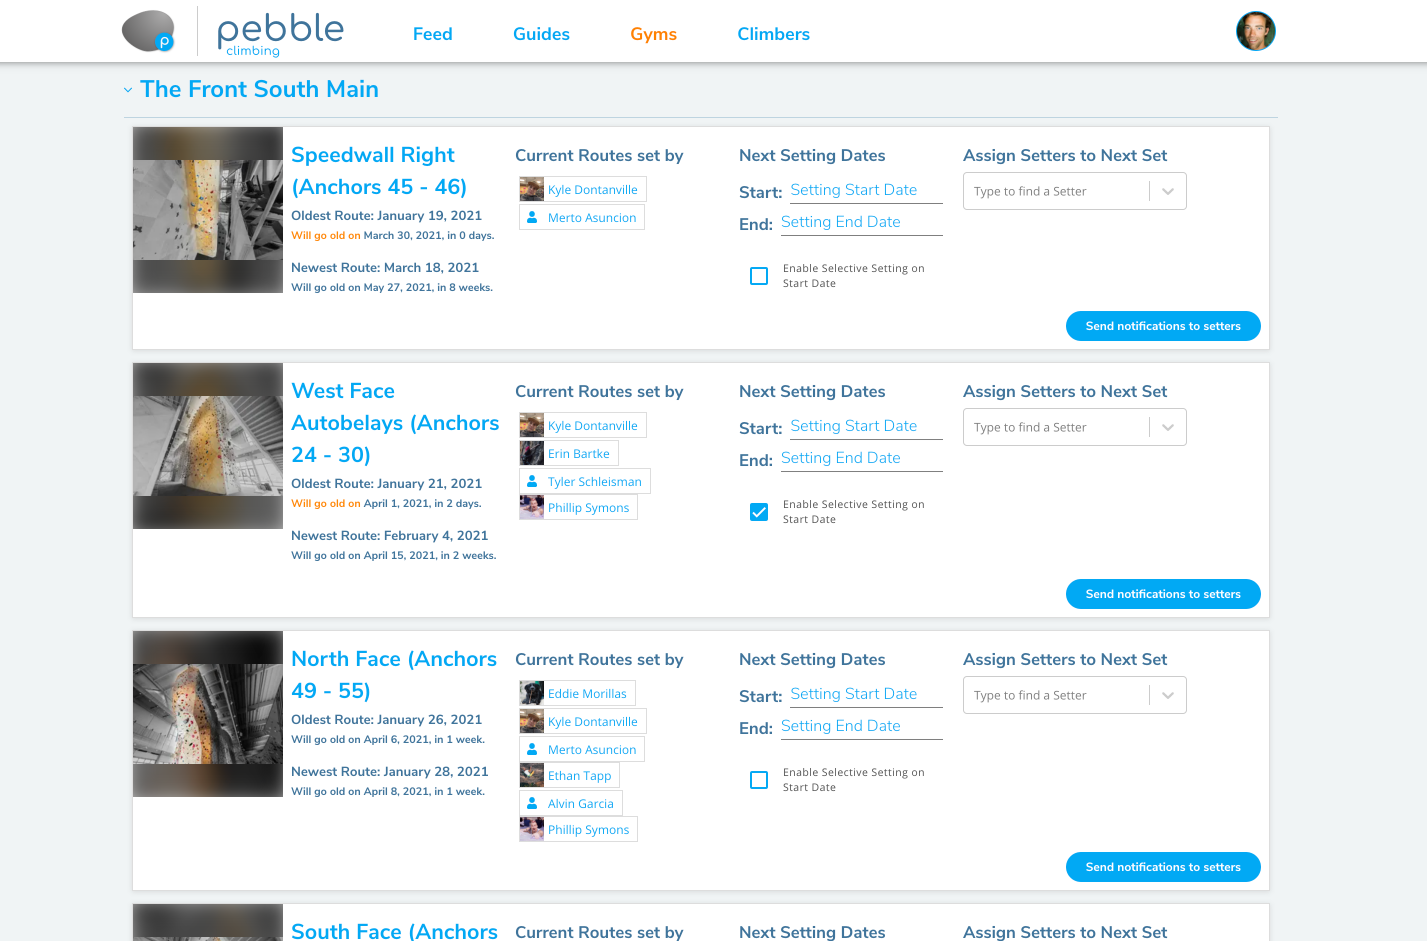 pebble
climbing
p
Feed
Guides
Gyms
Climbers
The Front South Main
Speedwall Right
(Anchors 45 - 46)
Oldest Route: January 19, 2021
Will go old on March 30, 2021, in 0 days.
Newest Route: March 18, 2021
Will go old on May 27, 2021, in 8 weeks.
Current Routes set by
Kyle Dontanville
Merto Asuncion
Next Setting Dates
Start: Setting Start Date
End: Setting End Date
Enable Selective Setting on
Start Date
Assign Setters to Next Set
Type to find a Setter
Send notifications to setters
West Face
Autobelays (Anchors
24 - 30)
Oldest Route: January 21, 2021
Will go old on April 1, 2021, in 2 days.
Newest Route: February 4, 2021
Will go old on April 15, 2021, in 2 weeks.
Current Routes set by
Kyle Dontanville
Erin Bartke
Tyler Schleisman
Phillip Symons
Next Setting Dates
Start: Setting Start Date
End: Setting End Date
Enable Selective Setting on
Start Date
Assign Setters to Next Set
Type to find a Setter
Send notifications to setters
North Face (Anchors
49 - 55)
Oldest Route: January 26, 2021
Will go old on April 6, 2021, in 1 week.
Newest Route: January 28, 2021
Will go old on April 8, 2021, in 1 week.
Current Routes set by
Eddie Morillas
Kyle Dontanville
Merto Asuncion
Ethan Tapp
Alvin Garcia
Phillip Symons
Next Setting Dates
Start: Setting Start Date
End: Setting End Date
Enable Selective Setting on
Start Date
Assign Setters to Next Set
Type to find a Setter
Send notifications to setters
South Face (Anchors
Current Routes set by
Next Setting Dates
Assign Setters to Next Set